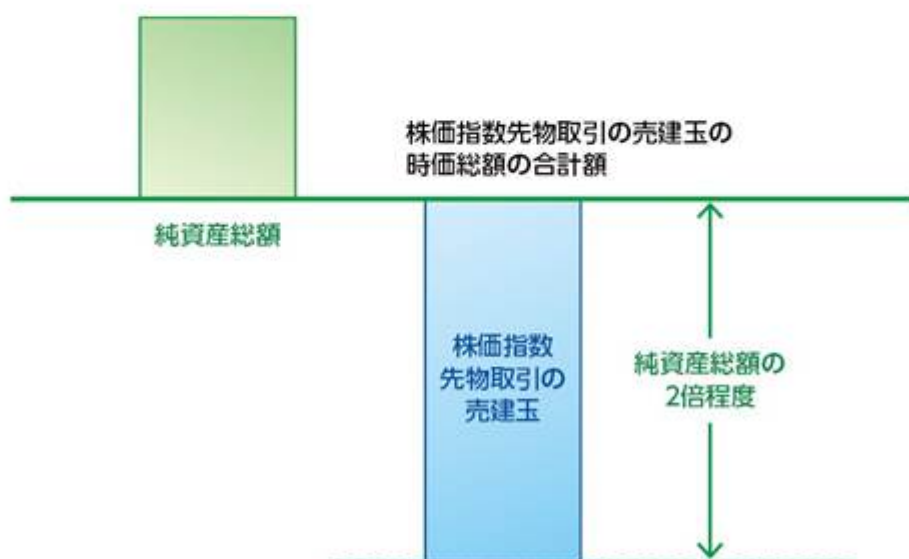 株価指数先物取引の売建玉の
時価総額の合計額
純資産総額
株価指数
先物取引の
売建玉
純資産総額の
2倍程度